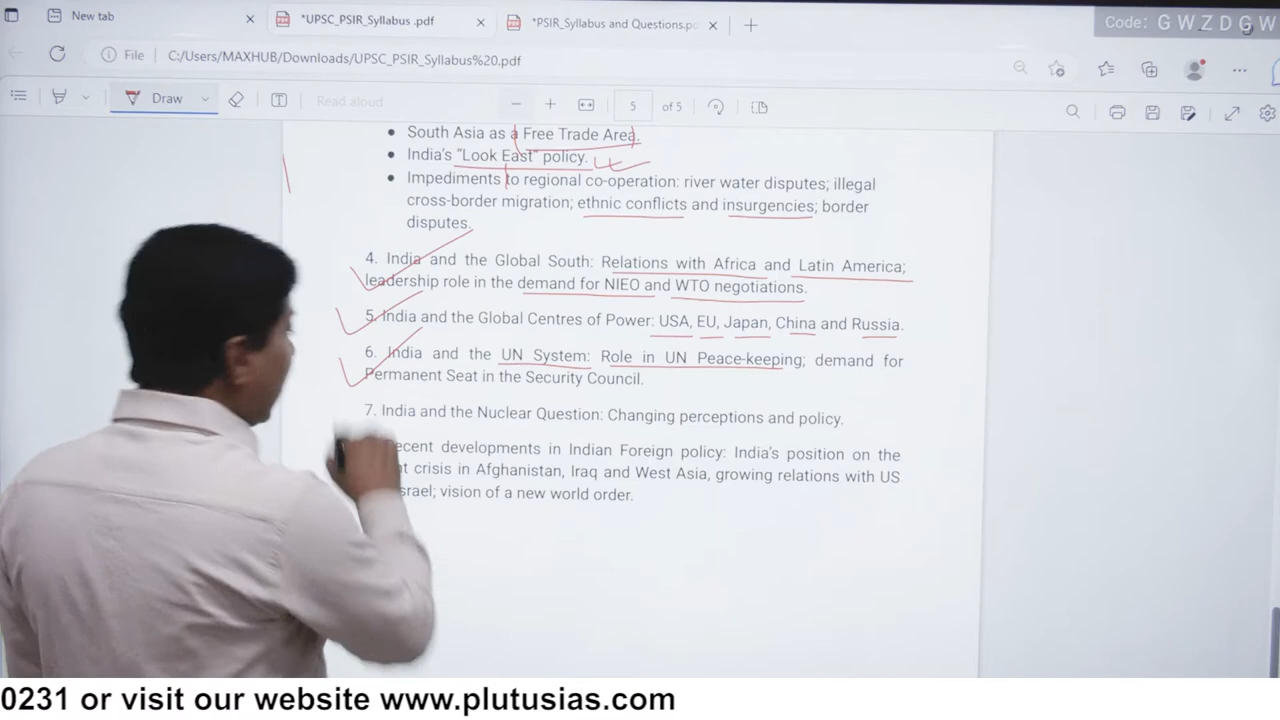 New tab
*UPSC_PSIR_Syllabus .pdf
*PSIR_Syllabus and Questions.pc
Code: G W Z D G W
File C:/Users/MAXHUB/Downloads/UPSC_PSIR_Syllabus%20.pdf
Draw
Read aloud
5 of 5
• South Asia as a Free Trade Area.
• India's "Look East" policy.
• Impediments to regional co-operation: river water disputes; illegal
cross-border migration; ethnic conflicts and insurgencies; border
disputes.
4. India and the Global South: Relations with Africa and Latin America;
leadership role in the demand for NIEO and WTO negotiations.
5. India and the Global Centres of Power: USA, EU, Japan, China and Russia.
6. India and the UN System: Role in UN Peace-keeping; demand for
Permanent Seat in the Security Council.
7. India and the Nuclear Question: Changing perceptions and policy.
ecent developments in Indian Foreign policy: India's position on the
crisis in Afghanistan, Iraq and West Asia, growing relations with US
srael; vision of a new world order.
0231 or visit our website www.plutusias.com